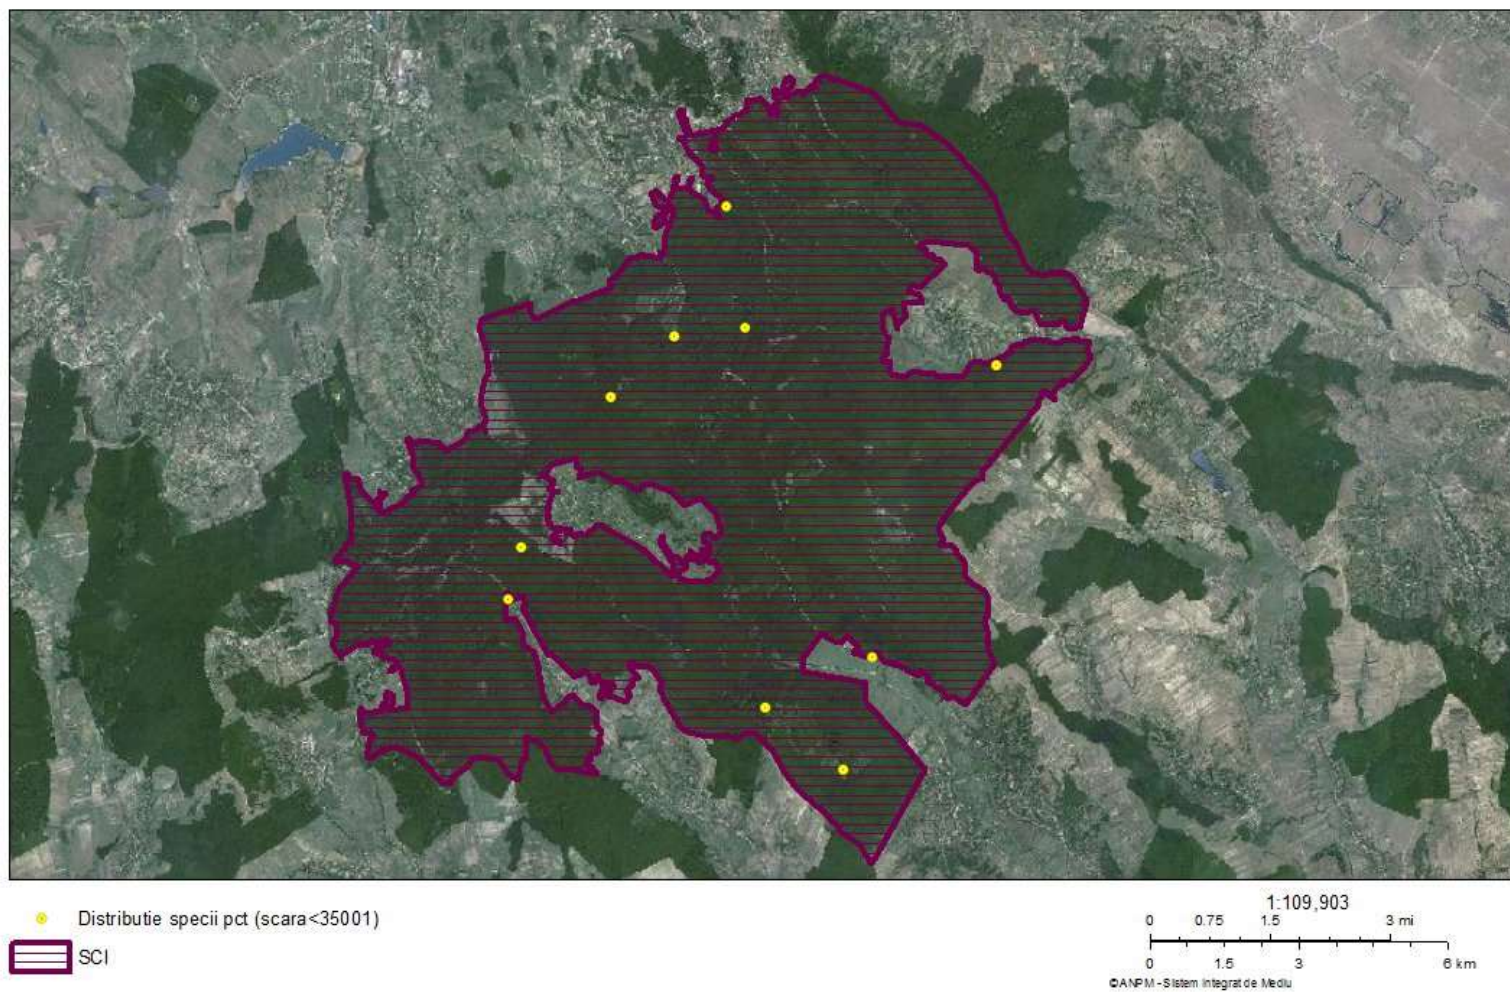 Distributie specii pct (scara<35001)
SCI
1:109,903
0 0.75 1.5 3 mi
0 1.5 3 6 km
©ANPM - Sistem Integrat de Mediu